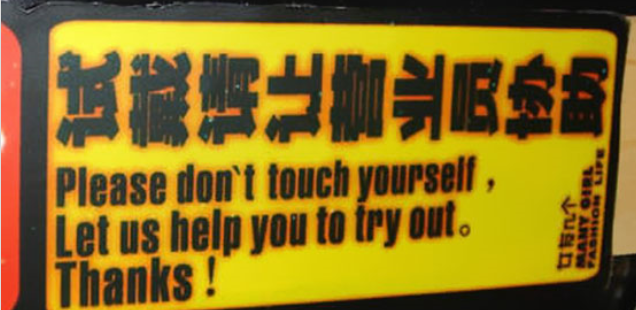 试戴请让营业员协助
Please don`t touch yourself，
Let us help you to try out。
Thanks！
MANY GIRL
FASHION LIFE